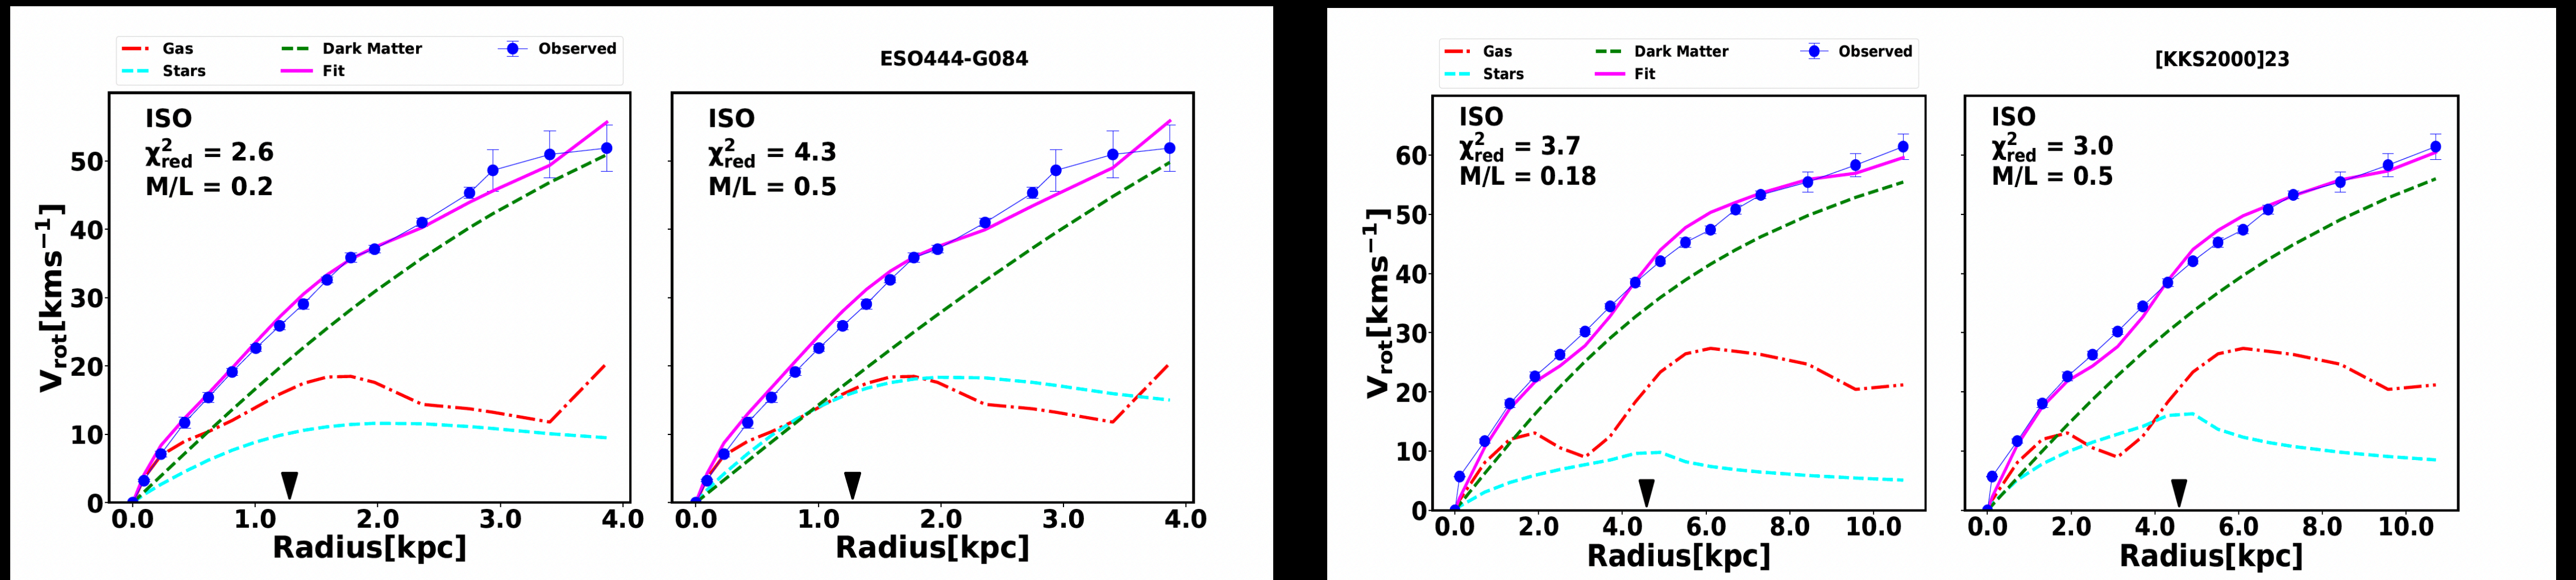 Gas Dark Matter Observed
Stars Fit
ESO444-G084
ISO
χ²red = 2.6
M/L = 0.2
Vrot[kms⁻¹]
50
40
30
20
10
0
0.0 1.0 2.0 3.0 4.0
Radius[kpc]
ISO
χ²red = 4.3
M/L = 0.5
0.0 1.0 2.0 3.0 4.0
Radius[kpc]
Gas Dark Matter Observed
Stars Fit
[KKS2000]23
ISO
χ²red = 3.7
M/L = 0.18
Vrot[kms⁻¹]
60
50
40
30
20
10
0
0.0 2.0 4.0 6.0 8.0 10.0
Radius[kpc]
ISO
χ²red = 3.0
M/L = 0.5
0.0 2.0 4.0 6.0 8.0 10.0
Radius[kpc]